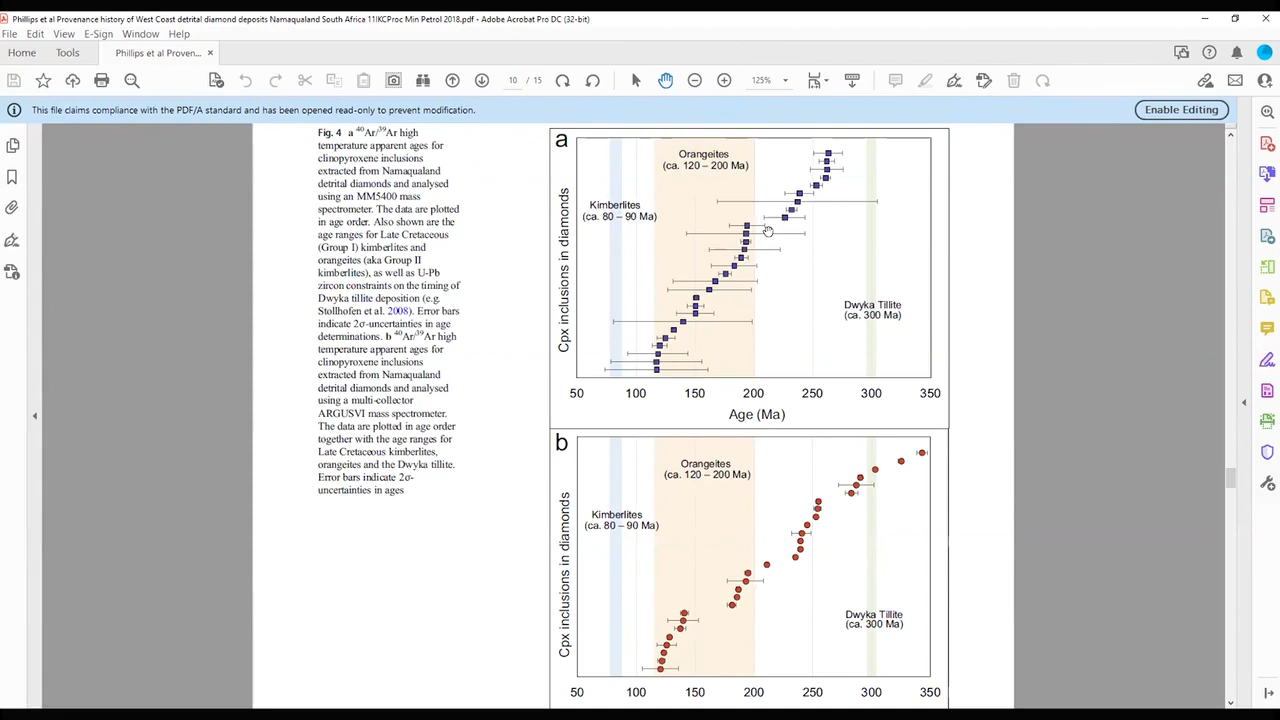 Phillips et al Provenance history of West Coast detrital diamond deposits Namaqualand South Africa 11IKCProc Min Petrol 2018.pdf - Adobe Acrobat Pro DC (32-bit)
File Edit View E-Sign Window Help
Home Tools Phillips et al Proven... ×
10 / 15 125%
This file claims compliance with the PDF/A standard and has been opened read-only to prevent modification. Enable Editing
Fig. 4 a ⁴⁰Ar/³⁹Ar high
temperature apparent ages for
clinopyroxene inclusions
extracted from Namaqualand
detrital diamonds and analysed
using an MM5400 mass
spectrometer. The data are plotted
in age order. Also shown are the
age ranges for Late Cretaceous
(Group I) kimberlites and
orangeites (aka Group II
kimberlites), as well as U-Pb
zircon constraints on the timing of
Dwyka tillite deposition (e.g.
Stollhofen et al. 2008). Error bars
indicate 2σ-uncertainties in age
determinations. b ⁴⁰Ar/³⁹Ar high
temperature apparent ages for
clinopyroxene inclusions
extracted from Namaqualand
detrital diamonds and analysed
using a multi-collector
ARGUSVI mass spectrometer.
The data are plotted in age order
together with the age ranges for
Late Cretaceous kimberlites,
orangeites and the Dwyka tillite.
Error bars indicate 2σ-
uncertainties in ages
a
Orangeites
(ca. 120 – 200 Ma)
Kimberlites
(ca. 80 – 90 Ma)
Dwyka Tillite
(ca. 300 Ma)
Cpx inclusions in diamonds
50 100 150 200 250 300 350
Age (Ma)
b
Orangeites
(ca. 120 – 200 Ma)
Kimberlites
(ca. 80 – 90 Ma)
Dwyka Tillite
(ca. 300 Ma)
Cpx inclusions in diamonds
50 100 150 200 250 300 350